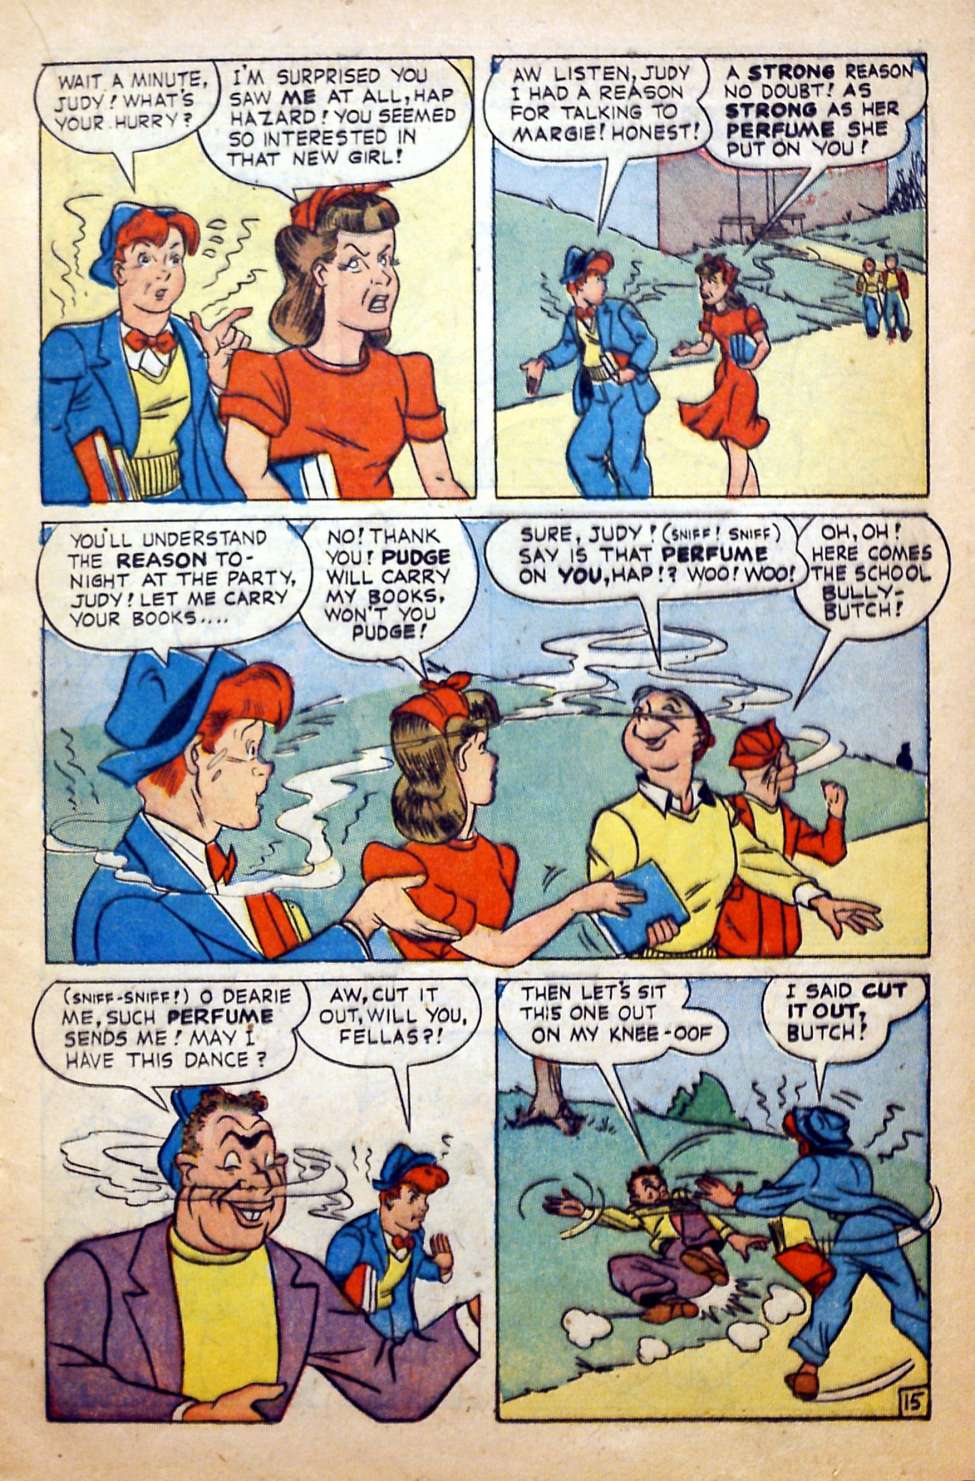 WAIT A MINUTE,
JUDY! WHAT'S
YOUR HURRY?
I'M SURPRISED YOU
SAW ME AT ALL, HAP
HAZARD! YOU SEEMED
SO INTERESTED IN
THAT NEW GIRL!
AW LISTEN, JUDY
I HAD A REASON
FOR TALKING TO
MARGIE! HONEST!
A STRONG REASON
NO DOUBT! AS
STRONG AS HER
PERFUME SHE
PUT ON YOU!
YOU'LL UNDERSTAND
THE REASON TO-
NIGHT AT THE PARTY,
JUDY! LET ME CARRY
YOUR BOOKS....
NO! THANK
YOU! PUDGE
WILL CARRY
MY BOOKS,
WON'T YOU
PUDGE!
SURE, JUDY! (SNIFF! SNIFF)
SAY IS THAT PERFUME
ON YOU, HAP!? WOO! WOO!
OH, OH!
HERE COMES
THE SCHOOL
BULLY-
BUTCH!
(SNIFF-SNIFF!) O DEARIE
ME, SUCH PERFUME
SENDS ME! MAY I
HAVE THIS DANCE?
AW, CUT IT
OUT, WILL YOU,
FELLAS?!
THEN LET'S SIT
THIS ONE OUT
ON MY KNEE-OOF
I SAID CUT
IT OUT,
BUTCH!
15